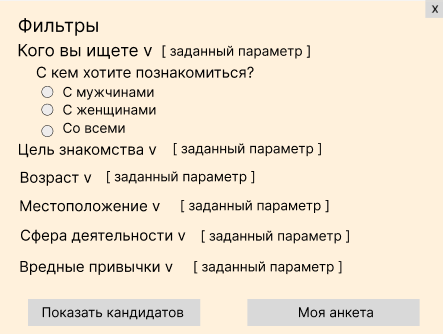 x
Фильтры
Кого вы ищете v [ заданный параметр ]
С кем хотите познакомиться?
С мужчинами
С женщинами
Со всеми
Цель знакомства v [ заданный параметр ]
Возраст v [ заданный параметр ]
Местоположение v [ заданный параметр ]
Сфера деятельности v [ заданный параметр ]
Вредные привычки v [ заданный параметр ]
Показать кандидатов Моя анкета